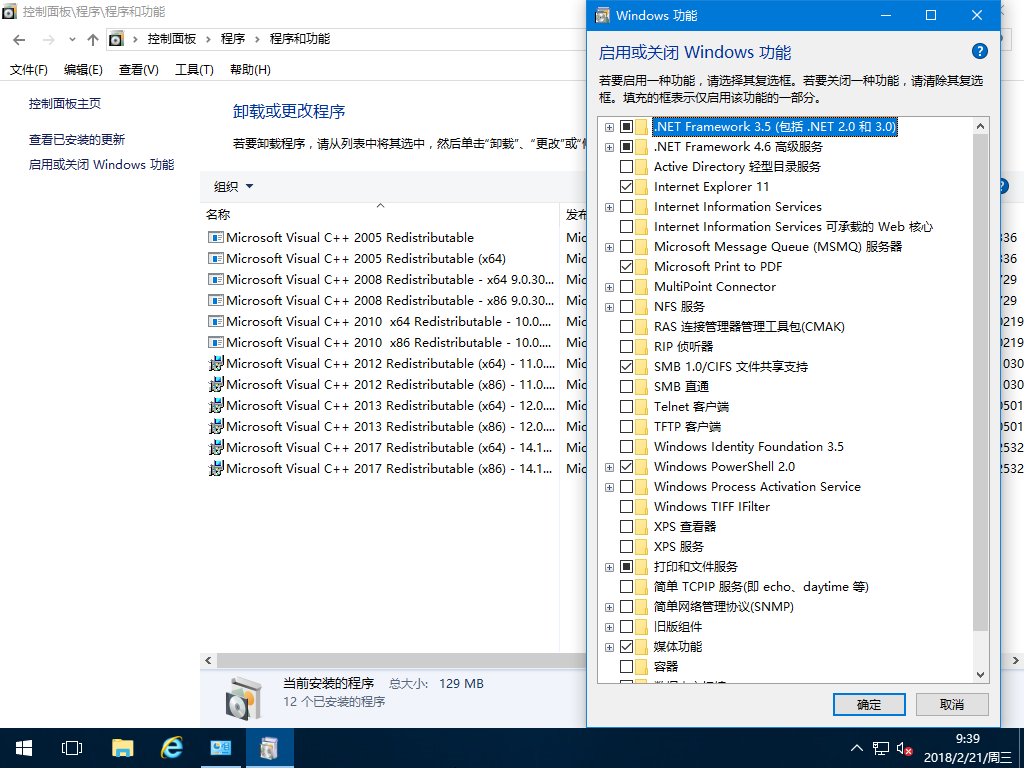 控制面板\程序\程序和功能
控制面板 程序 程序和功能
文件(F) 编辑(E) 查看(V) 工具(T) 帮助(H)
控制面板主页
查看已安装的更新
启用或关闭 Windows 功能
卸载或更改程序
若要卸载程序，请从列表中将其选中，然后单击“卸载”、“更改”或“
组织
名称
发布
Microsoft Visual C++ 2005 Redistributable Mic 336
Microsoft Visual C++ 2005 Redistributable (x64) Mic 336
Microsoft Visual C++ 2008 Redistributable - x64 9.0.30... Mic 729
Microsoft Visual C++ 2008 Redistributable - x86 9.0.30... Mic 729
Microsoft Visual C++ 2010  x64 Redistributable - 10.0.... Mic 0219
Microsoft Visual C++ 2010  x86 Redistributable - 10.0.... Mic 0219
Microsoft Visual C++ 2012 Redistributable (x64) - 11.0.... Mic 030
Microsoft Visual C++ 2012 Redistributable (x86) - 11.0.... Mic 030
Microsoft Visual C++ 2013 Redistributable (x64) - 12.0.... Mic 0501
Microsoft Visual C++ 2013 Redistributable (x86) - 12.0.... Mic 0501
Microsoft Visual C++ 2017 Redistributable (x64) - 14.1... Mic 2532
Microsoft Visual C++ 2017 Redistributable (x86) - 14.1... Mic 2532
当前安装的程序 总大小: 129 MB
12 个已安装的程序
Windows 功能
启用或关闭 Windows 功能
若要启用一种功能，请选择其复选框。若要关闭一种功能，请清除其复选
框。填充的框表示仅启用该功能的一部分。
.NET Framework 3.5 (包括 .NET 2.0 和 3.0)
.NET Framework 4.6 高级服务
Active Directory 轻型目录服务
Internet Explorer 11
Internet Information Services
Internet Information Services 可承载的 Web 核心
Microsoft Message Queue (MSMQ) 服务器
Microsoft Print to PDF
MultiPoint Connector
NFS 服务
RAS 连接管理器管理工具包(CMAK)
RIP 侦听器
SMB 1.0/CIFS 文件共享支持
SMB 直通
Telnet 客户端
TFTP 客户端
Windows Identity Foundation 3.5
Windows PowerShell 2.0
Windows Process Activation Service
Windows TIFF IFilter
XPS 查看器
XPS 服务
打印和文件服务
简单 TCPIP 服务(即 echo、daytime 等)
简单网络管理协议(SNMP)
旧版组件
媒体功能
容器
确定 取消
9:39
2018/2/21/周三